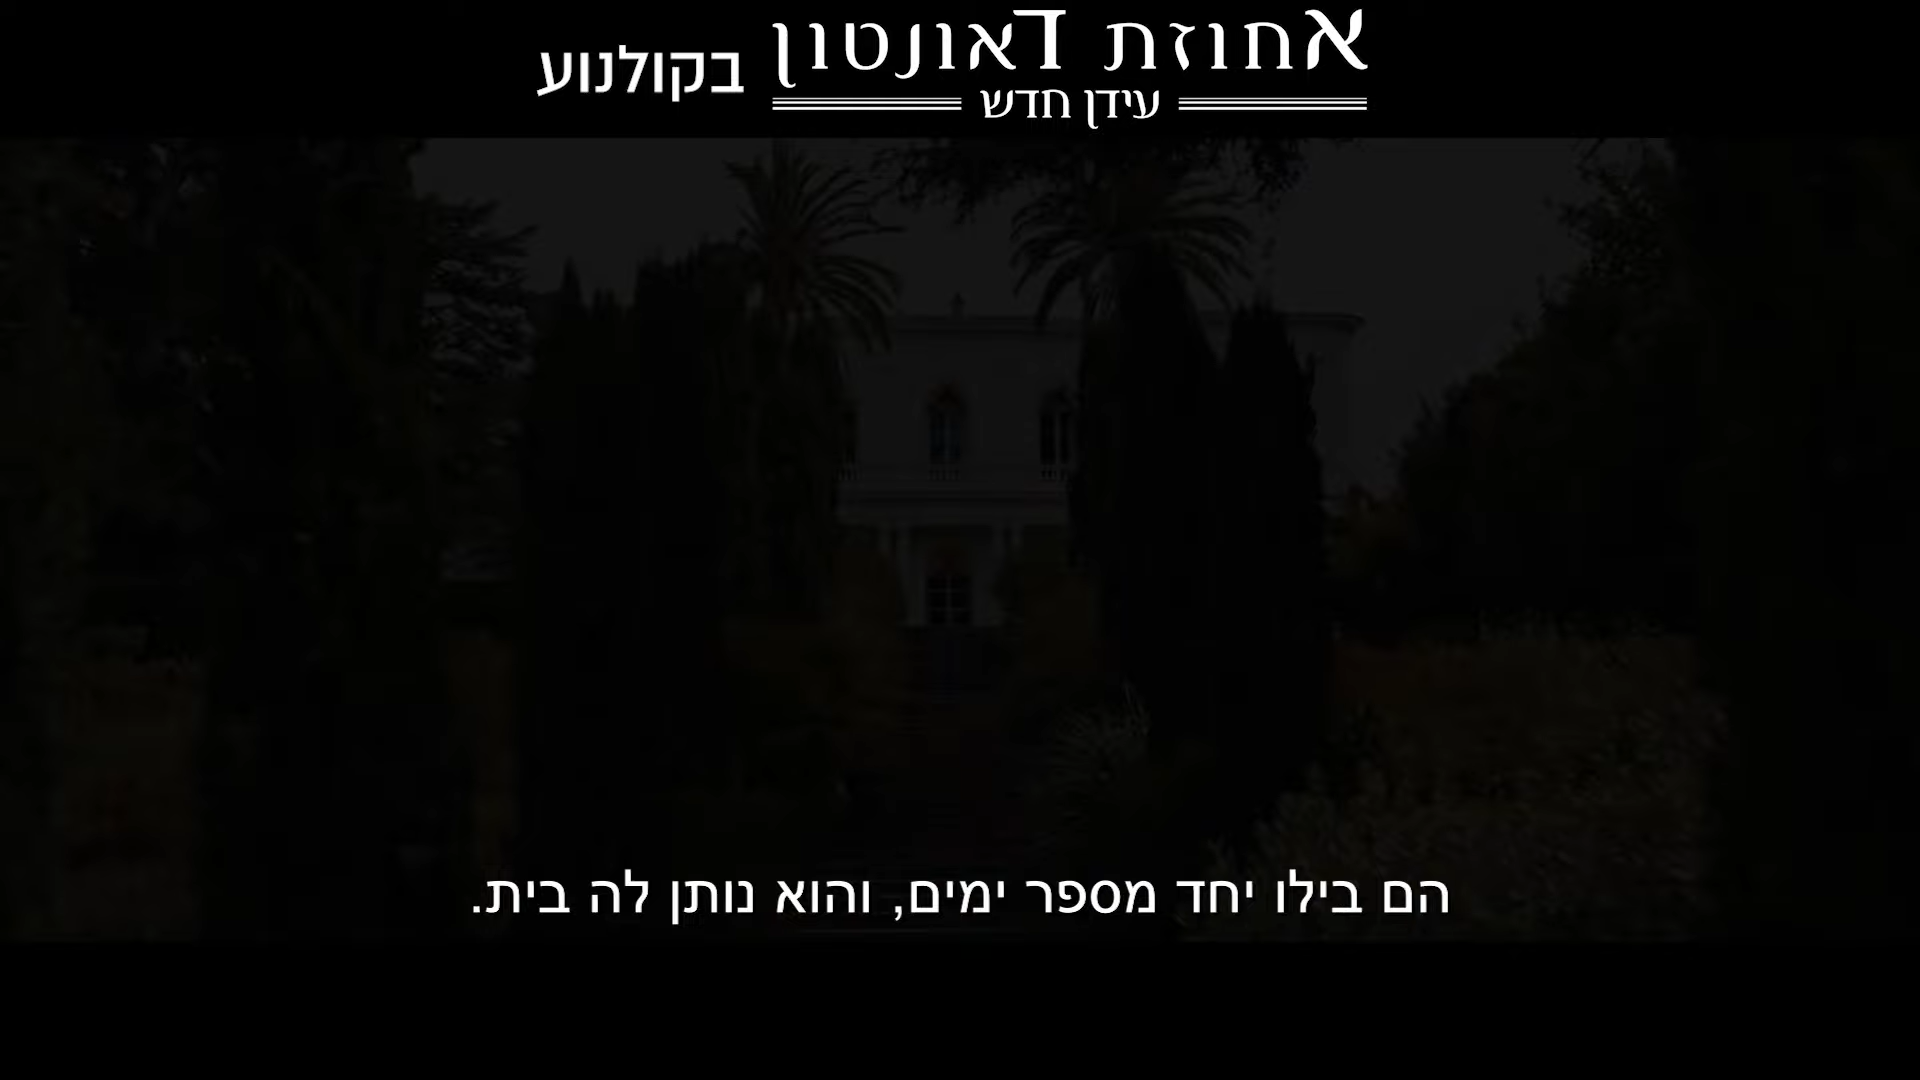 אחוזת דאונטון
עידן חדש
בקולנוע
הם בילו יחד מספר ימים, והוא נותן לה בית.